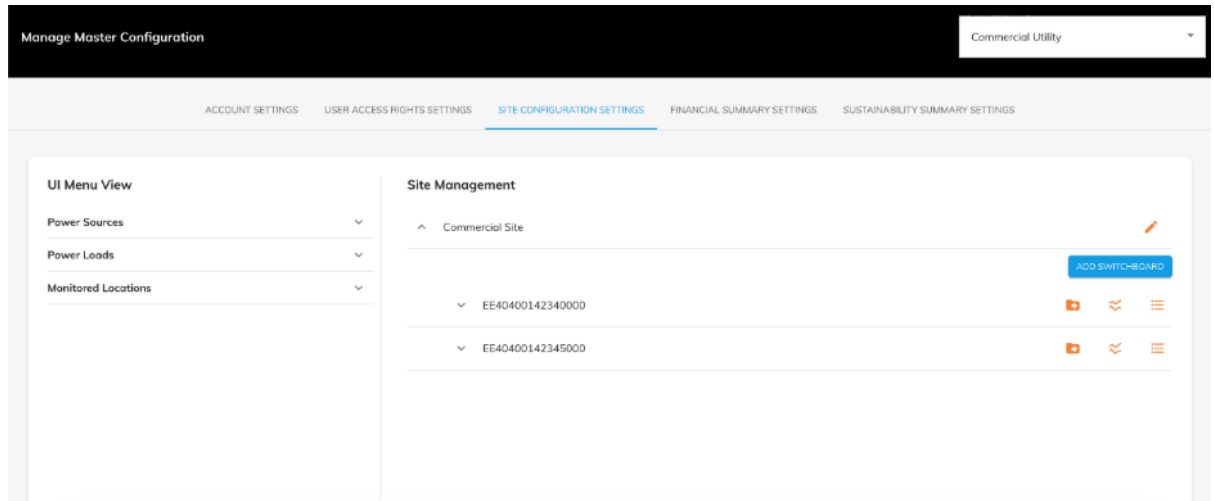 Manage Master Configuration
Commercial Utility
ACCOUNT SETTINGS USER ACCESS RIGHTS SETTINGS SITE CONFIGURATION SETTINGS FINANCIAL SUMMARY SETTINGS SUSTAINABILITY SUMMARY SETTINGS
UI Menu View
Power Sources
Power Loads
Monitored Locations
Site Management
Commercial Site
ADD SWITCHBOARD
EE40400142340000
EE40400142345000